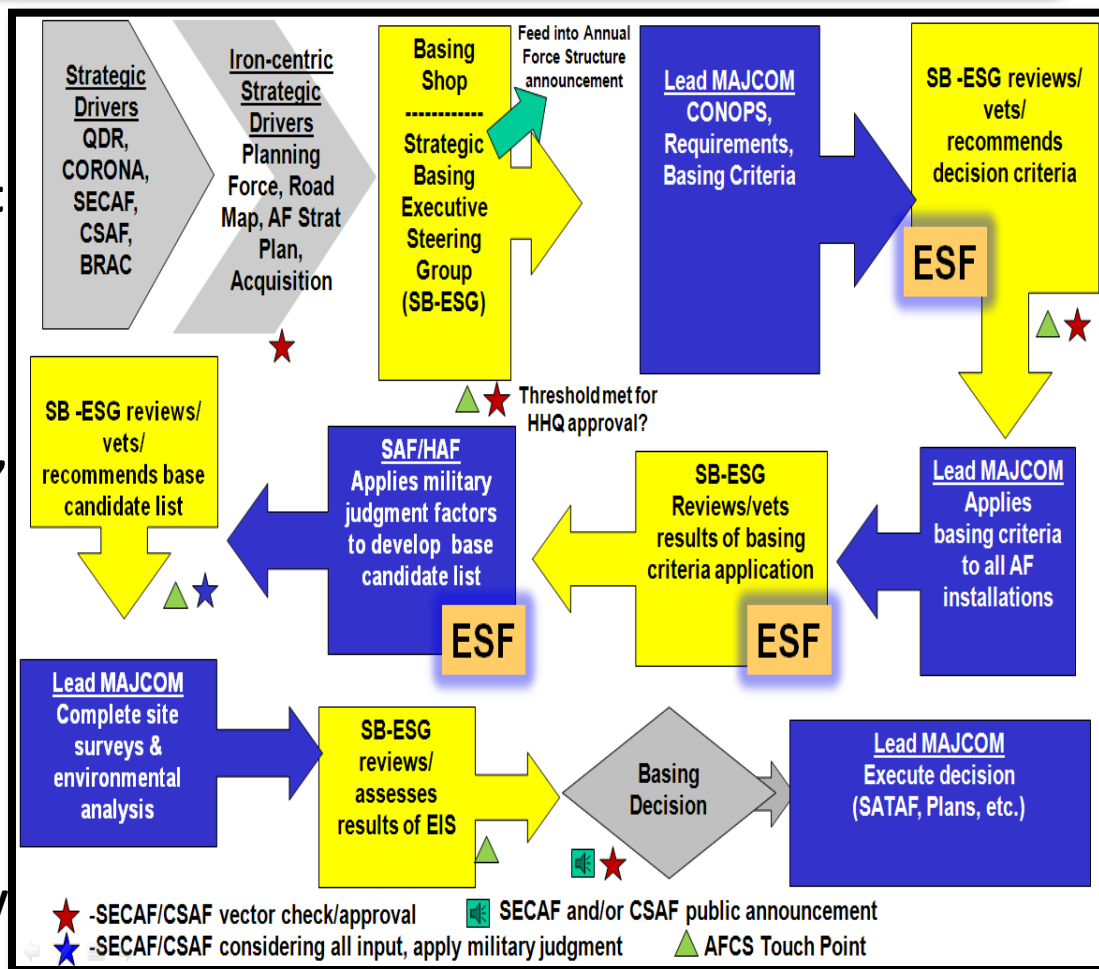 Strategic
Drivers
QDR,
CORONA,
SECAF,
CSAF,
BRAC
Iron-centric
Strategic
Drivers
Planning
Force, Road
Map, AF Strat
Plan,
Acquisition
Basing
Shop
------------
Strategic
Basing
Executive
Steering
Group
(SB-ESG)
Feed into Annual
Force Structure
announcement
Lead MAJCOM
CONOPS,
Requirements,
Basing Criteria
SB -ESG reviews/
vets/
recommends
decision criteria
ESF
Threshold met for
HHQ approval?
SB -ESG reviews/
vets/
recommends base
candidate list
SAF/HAF
Applies military
judgment factors
to develop base
candidate list
ESF
SB-ESG
Reviews/vets
results of basing
criteria application
ESF
Lead MAJCOM
Applies
basing criteria
to all AF
installations
Lead MAJCOM
Complete site
surveys &
environmental
analysis
SB-ESG
reviews/
assesses
results of EIS
Basing
Decision
Lead MAJCOM
Execute decision
(SATAF, Plans, etc.)
-SECAF/CSAF vector check/approval
SECAF and/or CSAF public announcement
-SECAF/CSAF considering all input, apply military judgment
AFCS Touch Point